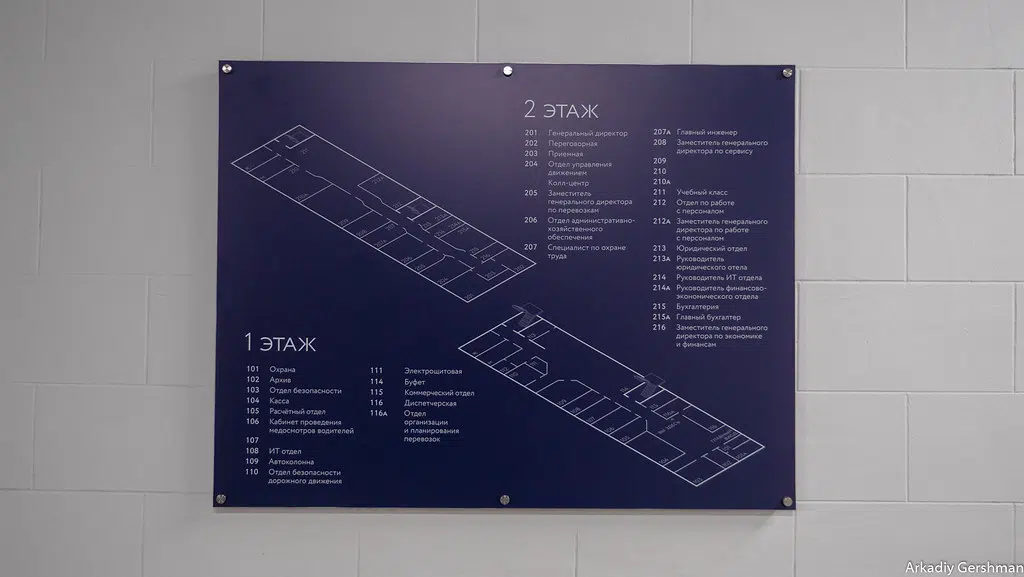 2 ЭТАЖ
201 Генеральный директор
202 Переговорная
203 Приемная
204 Отдел управления
движением
Колл-центр
205 Заместитель
генерального директора
по перевозкам
206 Отдел административно-
хозяйственного
обеспечения
207 Специалист по охране
труда
207А Главный инженер
208 Заместитель генерального
директора по сервису
209
210
210А
211 Учебный класс
212 Отдел по работе
с персоналом
212А Заместитель генерального
директора по работе
с персоналом
213 Юридический отдел
213А Руководитель
юридического отела
214 Руководитель ИТ отдела
214А Руководитель финансово-
экономического отдела
215 Бухгалтерия
215А Главный бухгалтер
216 Заместитель генерального
директора по экономике
и финансам
1 ЭТАЖ
101 Охрана
102 Архив
103 Отдел безопасности
104 Касса
105 Расчётный отдел
106 Кабинет проведения
медосмотров водителей
107
108 ИТ отдел
109 Автоколонна
110 Отдел безопасности
дорожного движения
111 Электрощитовая
114 Буфет
115 Коммерческий отдел
116 Диспетчерская
116А Отдел
организации
и планирования
перевозок
Arkadiy Gershman